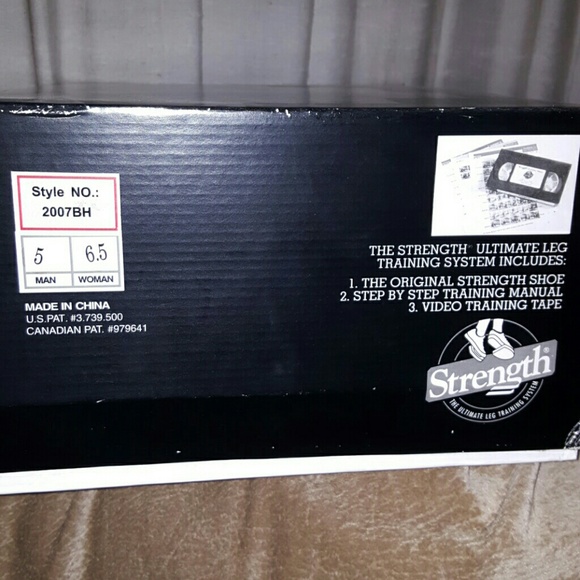 Style NO.:
2007BH
5 6.5
MAN WOMAN
MADE IN CHINA
U.S.PAT. #3.739.500
CANADIAN PAT. #979641
THE STRENGTH ULTIMATE LEG
TRAINING SYSTEM INCLUDES:
1. THE ORIGINAL STRENGTH SHOE
2. STEP BY STEP TRAINING MANUAL
3. VIDEO TRAINING TAPE
Strength
THE ULTIMATE LEG TRAINING SYSTEM